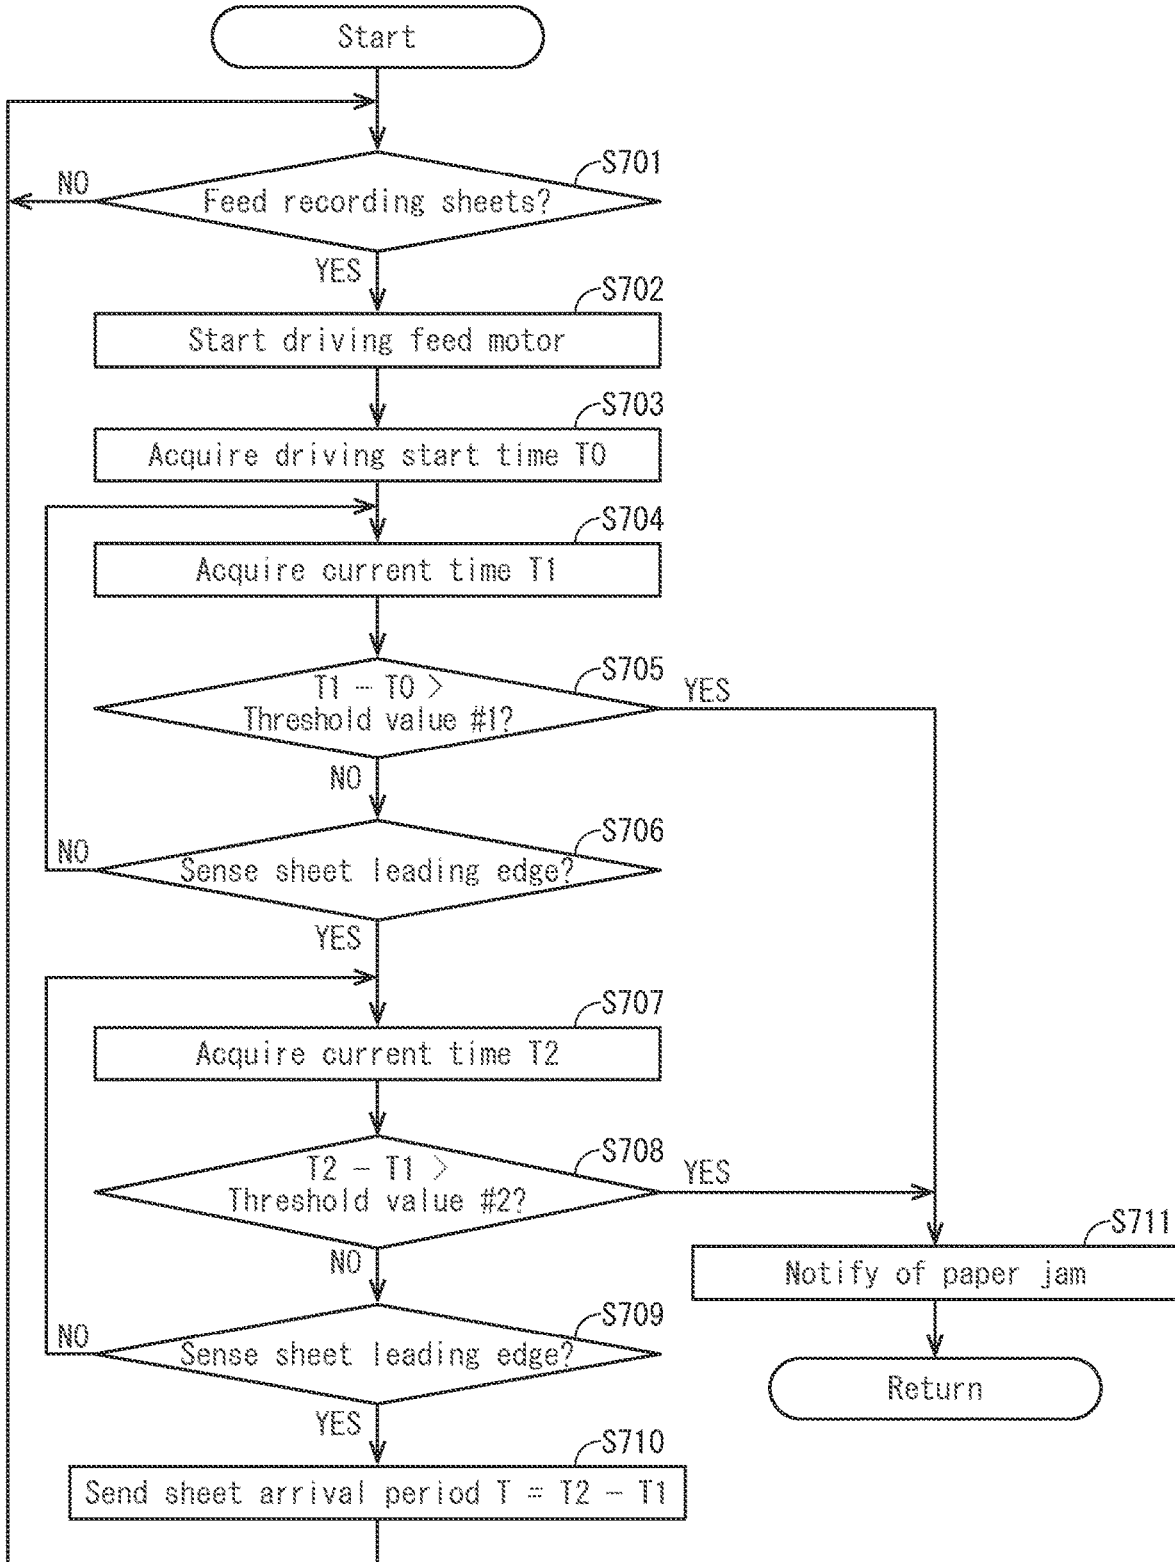 Start
S701
NO
Feed recording sheets?
YES
S702
Start driving feed motor
S703
Acquire driving start time T0
S704
Acquire current time T1
S705
T1 − T0 >
Threshold value #1?
YES
NO
S706
NO
Sense sheet leading edge?
YES
S707
Acquire current time T2
S708
T2 − T1 >
Threshold value #2?
YES
NO
S711
Notify of paper jam
S709
NO
Sense sheet leading edge?
Return
YES
S710
Send sheet arrival period T = T2 − T1